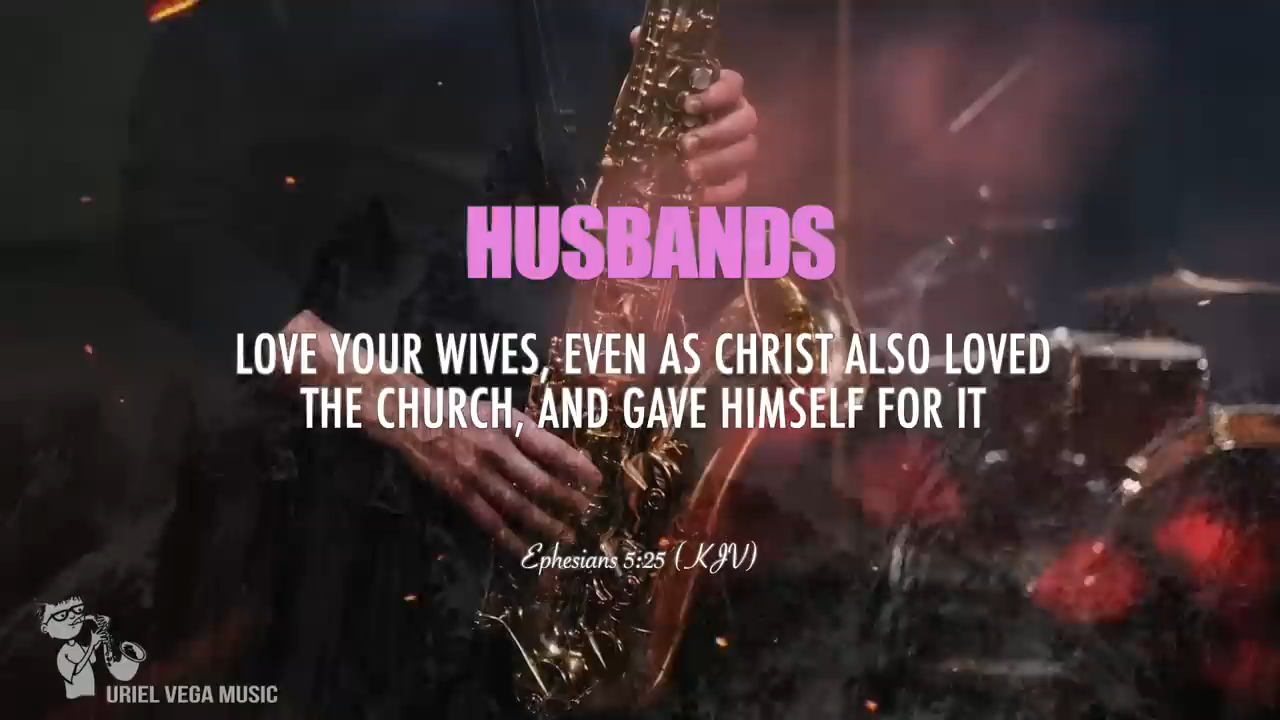 HUSBANDS
LOVE YOUR WIVES, EVEN AS CHRIST ALSO LOVED
THE CHURCH, AND GAVE HIMSELF FOR IT
Ephesians 5:25 (KJV)
URIEL VEGA MUSIC